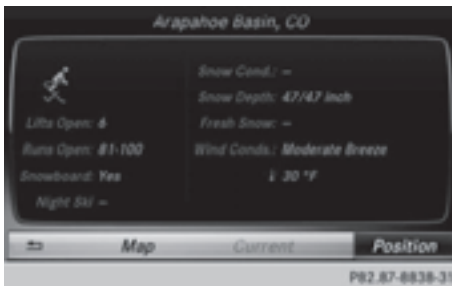 Arapahoe Basin, CO
Snow Cond.: –
Snow Depth: 47/47 inch
Lifts Open: 6
Fresh Snow: –
Runs Open: 81-100
Wind Conds.: Moderate Breeze
Snowboard: Yes
30 °F
Night Ski –
Map
Current
Position
P82.87-8838-31